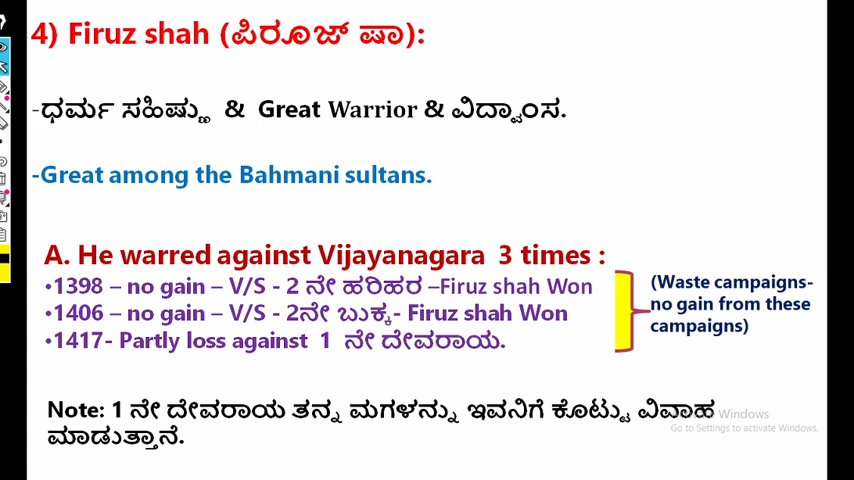 4) Firuz shah (ಫಿರೂಜ್ ಷಾ):
-ಧರ್ಮ ಸಹಿಷ್ಣು & Great Warrior & ವಿದ್ವಾಂಸ.
-Great among the Bahmani sultans.
A. He warred against Vijayanagara 3 times :
•1398 – no gain – V/S - 2 ನೇ ಹರಿಹರ –Firuz shah Won
•1406 – no gain – V/S - 2ನೇ ಬುಕ್ಕ- Firuz shah Won
•1417- Partly loss against 1 ನೇ ದೇವರಾಯ.
(Waste campaigns-
no gain from these
campaigns)
Note: 1 ನೇ ದೇವರಾಯ ತನ್ನ ಮಗಳನ್ನು ಇವನಿಗೆ ಕೊಟ್ಟು ವಿವಾಹ
ಮಾಡುತ್ತಾನೆ.
Windows
Go to Settings to activate Windows.